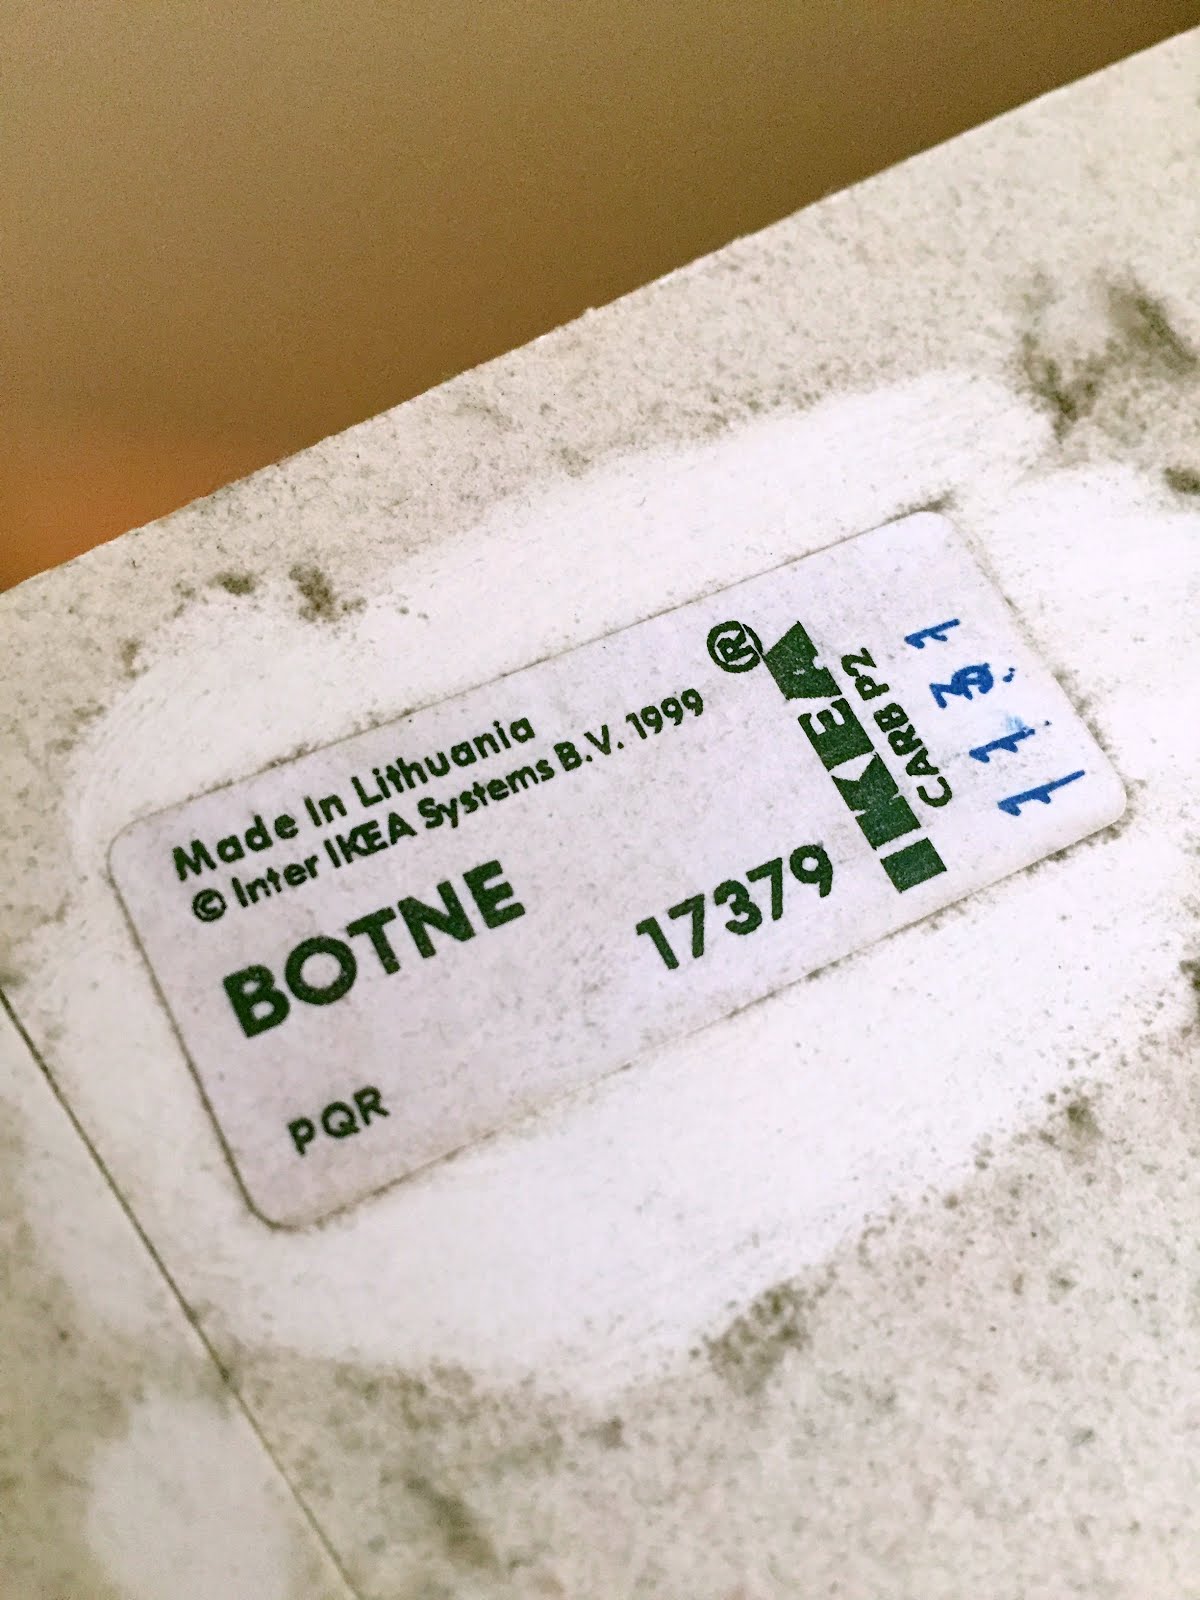 Made In Lithuania
© Inter IKEA Systems B.V. 1999
BOTNE
17379
PQR
IKEA®
CARB P2